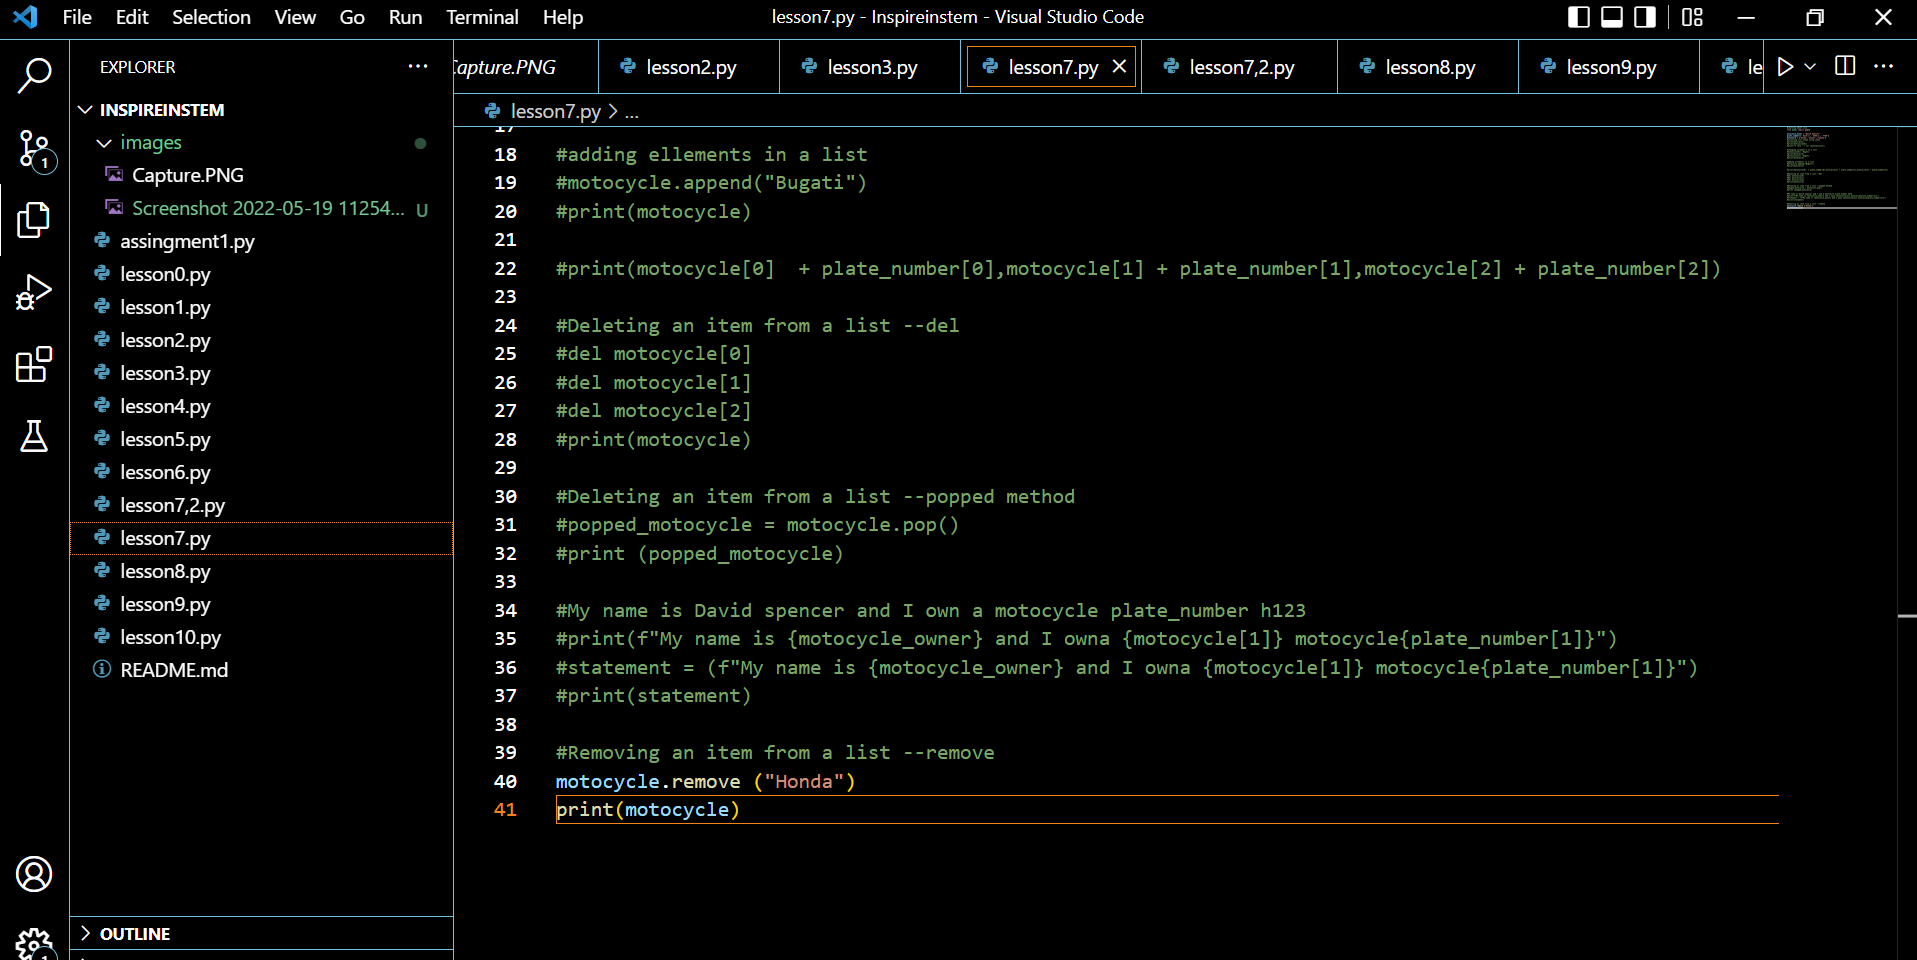 File Edit Selection View Go Run Terminal Help
lesson7.py - Inspireinstem - Visual Studio Code
EXPLORER
Capture.PNG
lesson2.py
lesson3.py
lesson7.py
lesson7,2.py
lesson8.py
lesson9.py
le
lesson7.py > ...
INSPIREINSTEM
images
Capture.PNG
Screenshot 2022-05-19 11254... U
assingment1.py
lesson0.py
lesson1.py
lesson2.py
lesson3.py
lesson4.py
lesson5.py
lesson6.py
lesson7,2.py
lesson7.py
lesson8.py
lesson9.py
lesson10.py
README.md
OUTLINE
1
17
18 #adding ellements in a list
19 #motocycle.append("Bugati")
20 #print(motocycle)
21
22 #print(motocycle[0]  + plate_number[0],motocycle[1] + plate_number[1],motocycle[2] + plate_number[2])
23
24 #Deleting an item from a list --del
25 #del motocycle[0]
26 #del motocycle[1]
27 #del motocycle[2]
28 #print(motocycle)
29
30 #Deleting an item from a list --popped method
31 #popped_motocycle = motocycle.pop()
32 #print (popped_motocycle)
33
34 #My name is David spencer and I own a motocycle plate_number h123
35 #print(f"My name is {motocycle_owner} and I owna {motocycle[1]} motocycle{plate_number[1]}")
36 #statement = (f"My name is {motocycle_owner} and I owna {motocycle[1]} motocycle{plate_number[1]}")
37 #print(statement)
38
39 #Removing an item from a list --remove
40 motocycle.remove ("Honda")
41 print(motocycle)